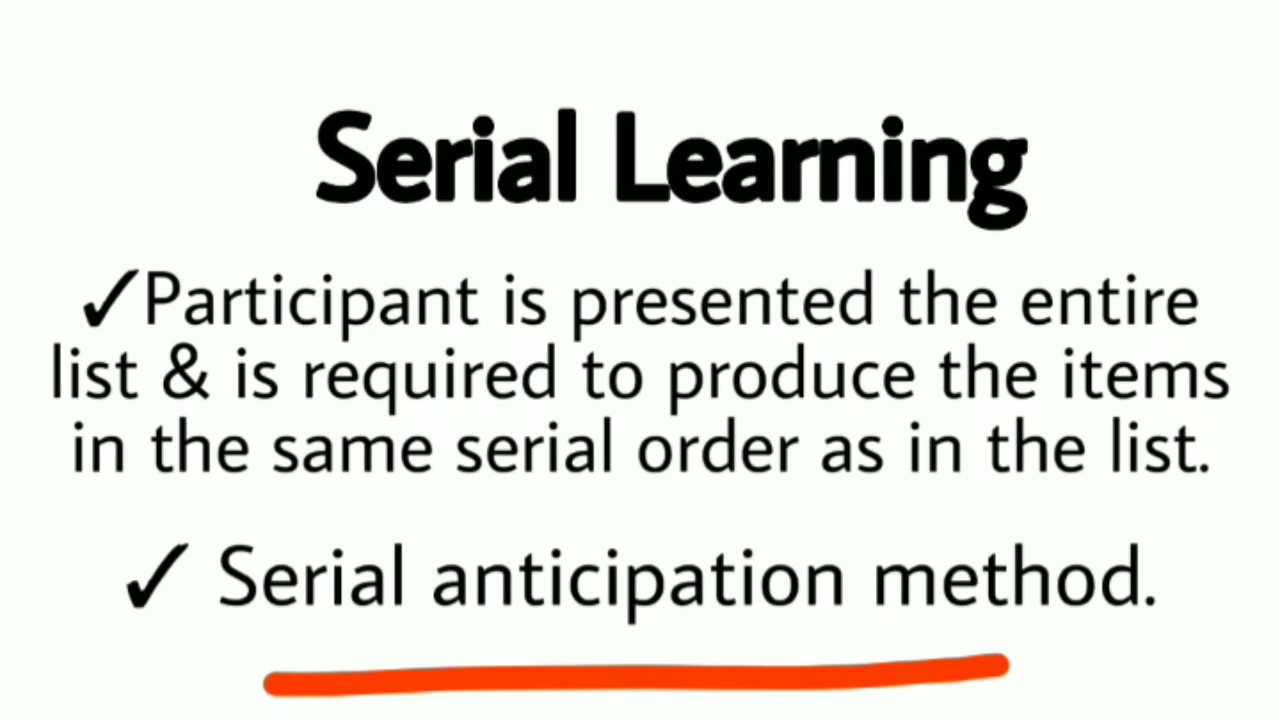 Serial Learning
✓Participant is presented the entire
list & is required to produce the items
in the same serial order as in the list.
✓ Serial anticipation method.